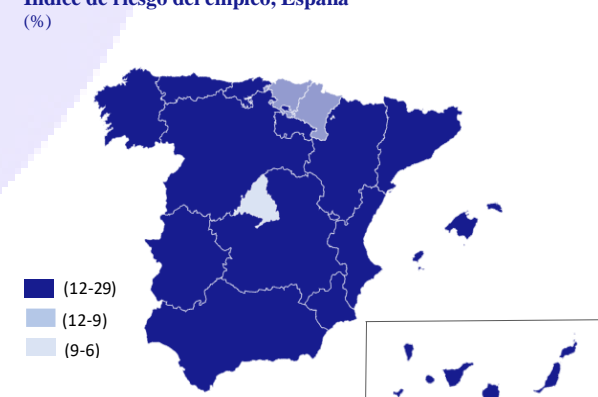 Índice de riesgo del empleo, España
(%)
(12-29)
(12-9)
(9-6)